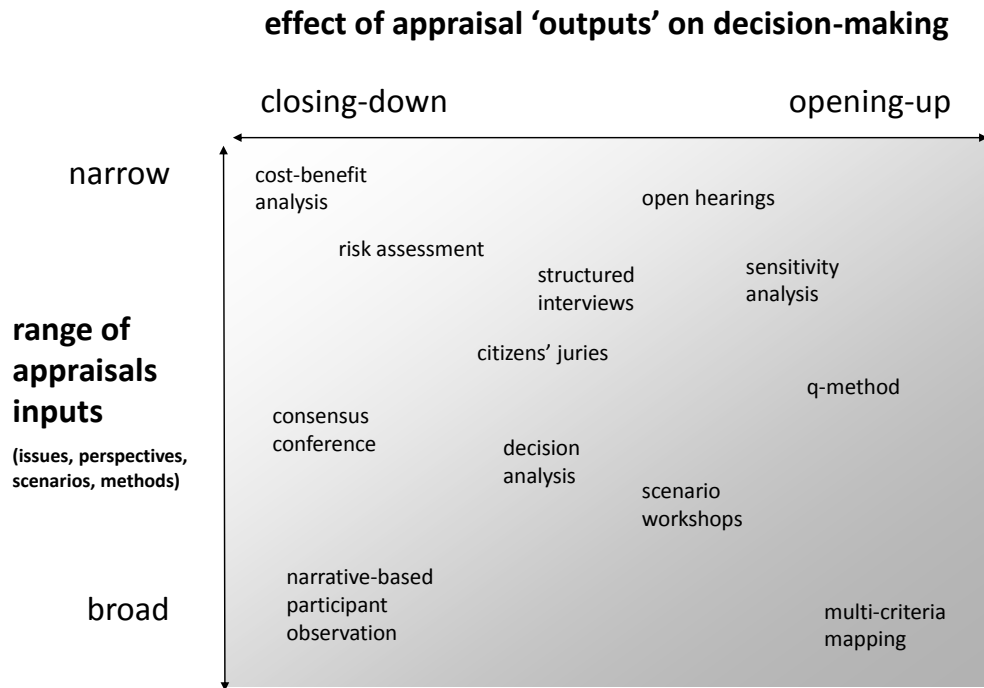 effect of appraisal ‘outputs’ on decision-making
closing-down
opening-up
narrow
cost-benefit
analysis
open hearings
risk assessment
structured
interviews
sensitivity
analysis
range of
appraisals
inputs
(issues, perspectives,
scenarios, methods)
citizens’ juries
q-method
consensus
conference
decision
analysis
scenario
workshops
broad
narrative-based
participant
observation
multi-criteria
mapping